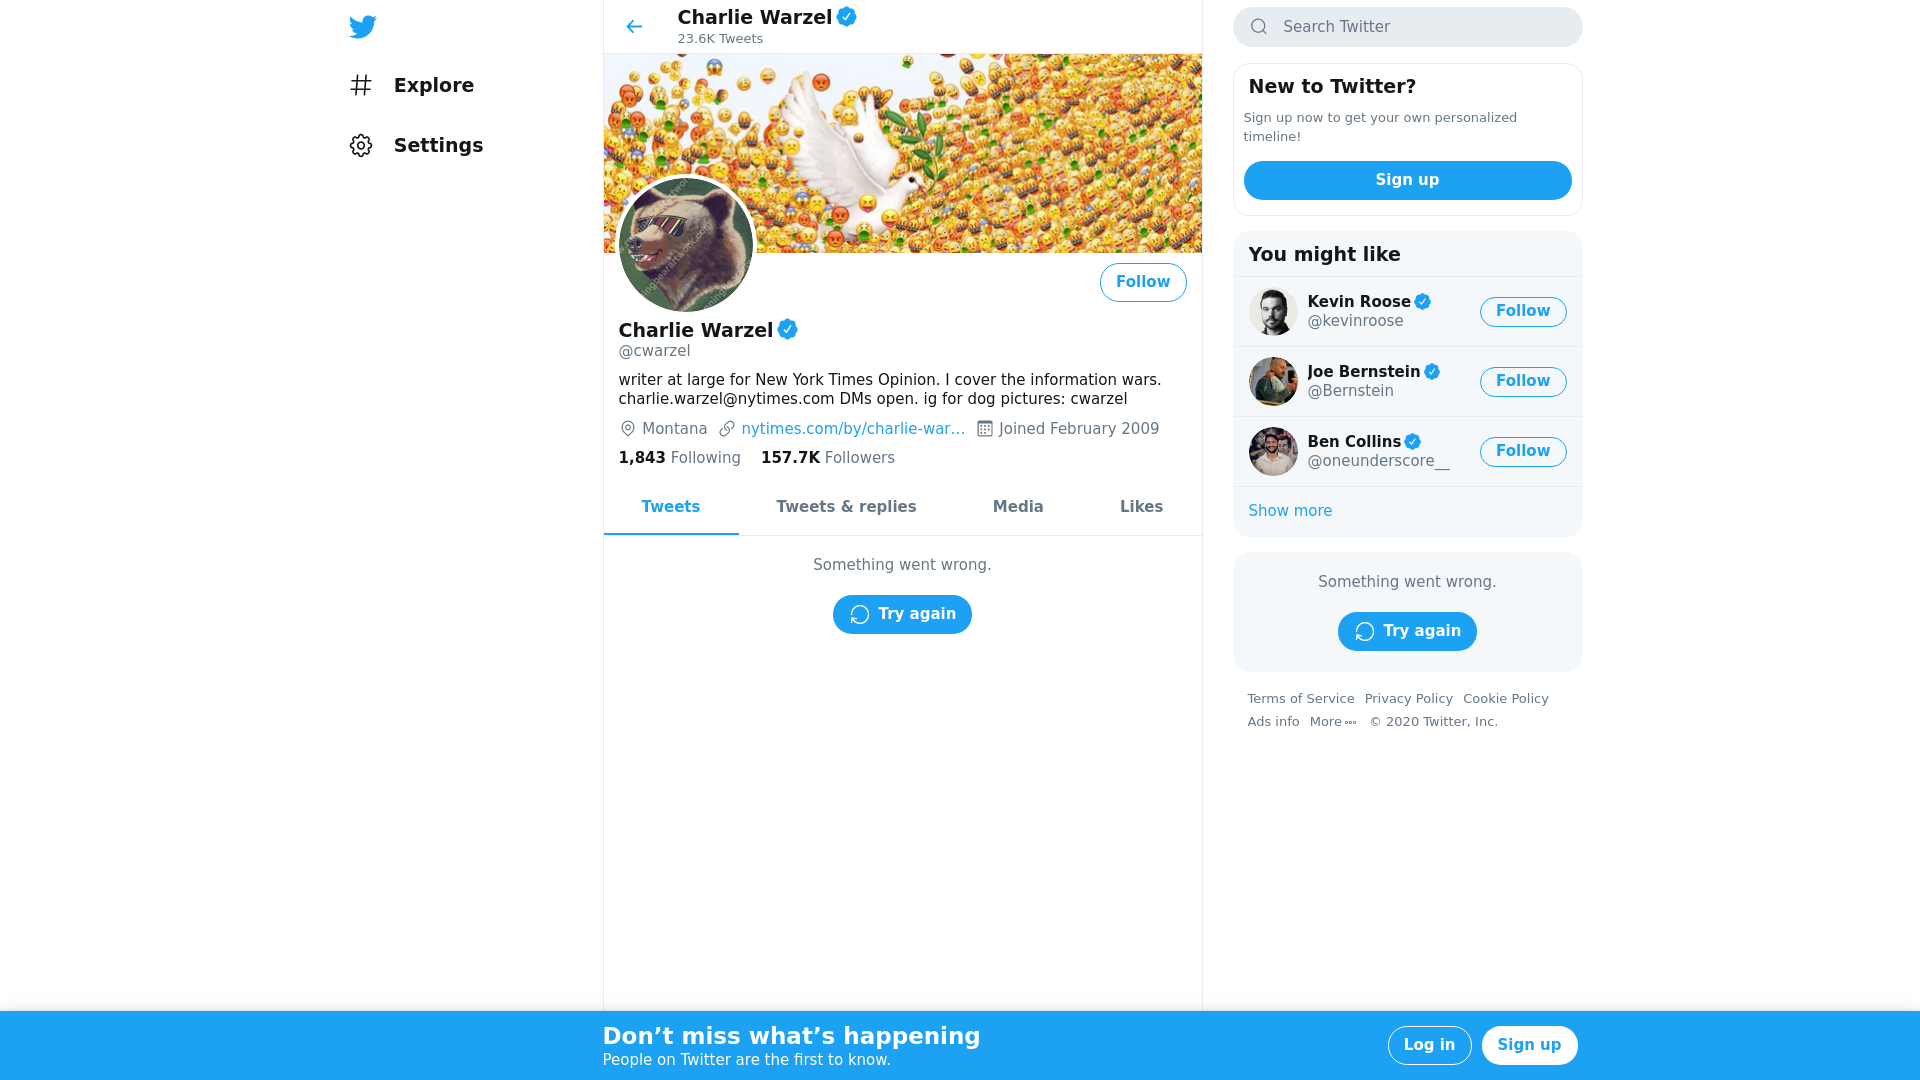 Explore
Settings
Charlie Warzel
23.6K Tweets
Follow
Charlie Warzel
@cwarzel
writer at large for New York Times Opinion. I cover the information wars.
charlie.warzel@nytimes.com DMs open. ig for dog pictures: cwarzel
Montana nytimes.com/by/charlie-war… Joined February 2009
1,843 Following 157.7K Followers
Tweets Tweets & replies Media Likes
Something went wrong.
Try again
Search Twitter
New to Twitter?
Sign up now to get your own personalized
timeline!
Sign up
You might like
Kevin Roose
@kevinroose
Follow
Joe Bernstein
@Bernstein
Follow
Ben Collins
@oneunderscore__
Follow
Show more
Something went wrong.
Try again
Terms of Service Privacy Policy Cookie Policy
Ads info More © 2020 Twitter, Inc.
Don’t miss what’s happening
People on Twitter are the first to know.
Log in
Sign up